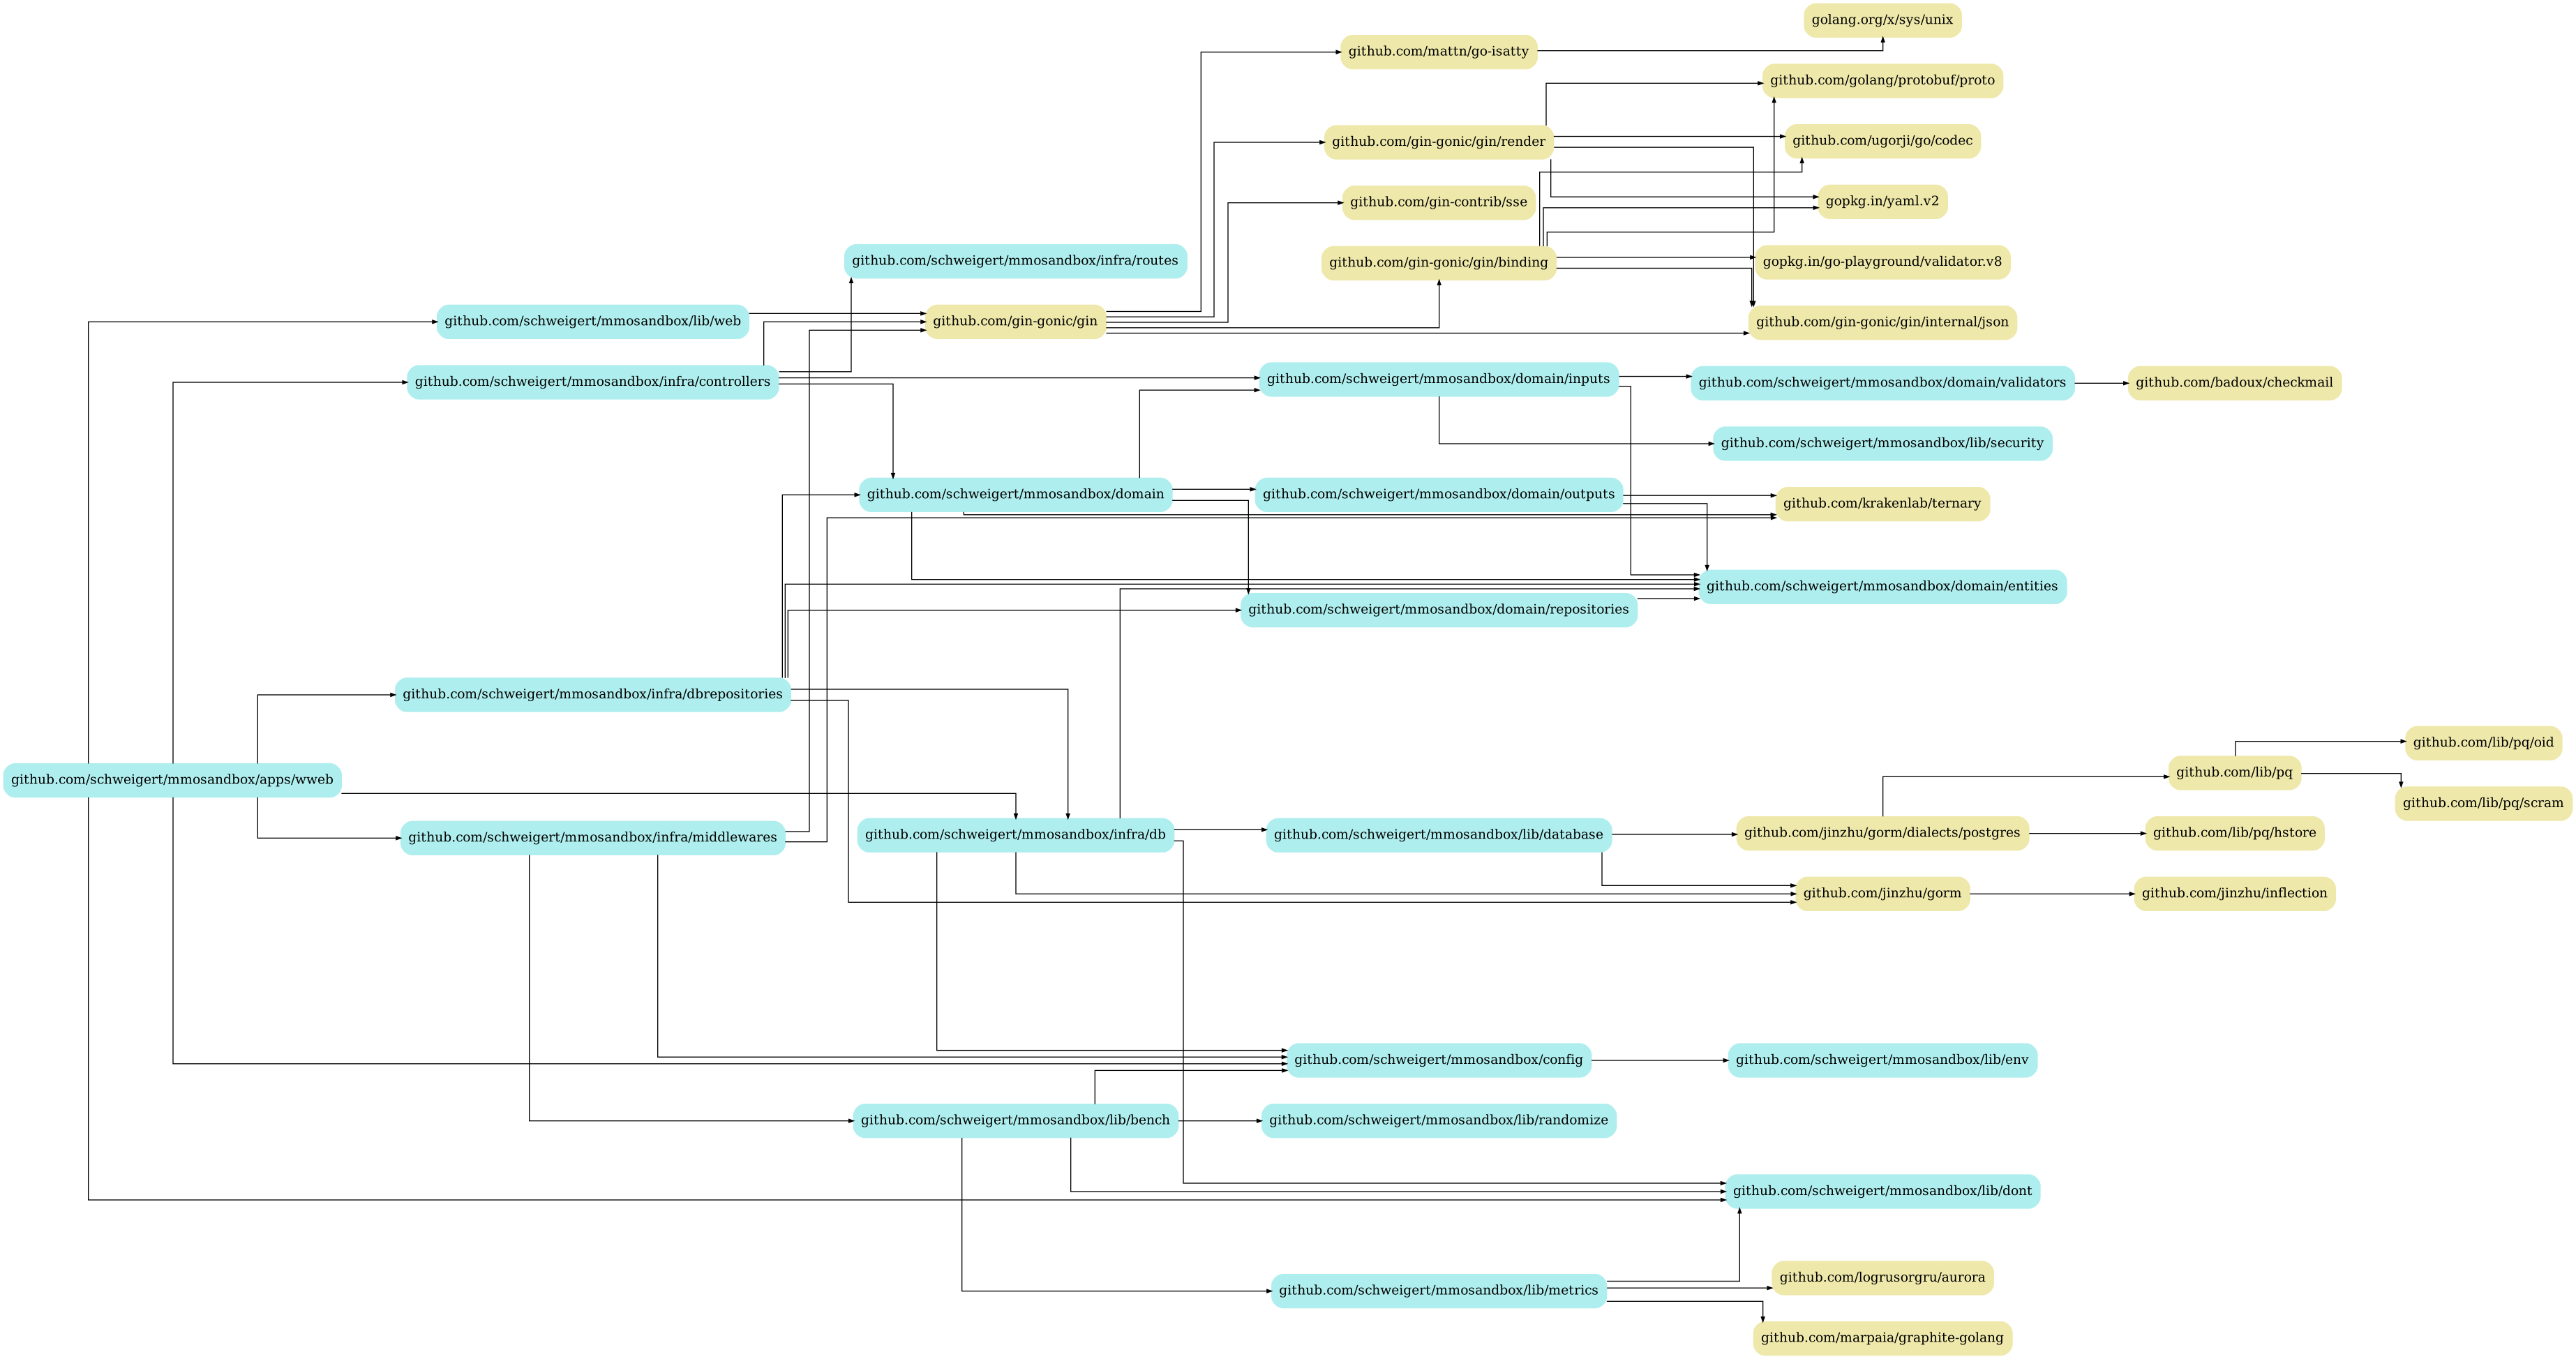 golang.org/x/sys/unix
github.com/mattn/go-isatty
github.com/golang/protobuf/proto
github.com/gin-gonic/gin/render
github.com/ugorji/go/codec
github.com/gin-contrib/sse
gopkg.in/yaml.v2
github.com/schweigert/mmosandbox/infra/routes
github.com/gin-gonic/gin/binding
gopkg.in/go-playground/validator.v8
github.com/schweigert/mmosandbox/lib/web
github.com/gin-gonic/gin
github.com/gin-gonic/gin/internal/json
github.com/schweigert/mmosandbox/infra/controllers
github.com/schweigert/mmosandbox/domain/inputs
github.com/schweigert/mmosandbox/domain/validators
github.com/badoux/checkmail
github.com/schweigert/mmosandbox/lib/security
github.com/schweigert/mmosandbox/domain
github.com/schweigert/mmosandbox/domain/outputs
github.com/krakenlab/ternary
github.com/schweigert/mmosandbox/domain/entities
github.com/schweigert/mmosandbox/domain/repositories
github.com/schweigert/mmosandbox/infra/dbrepositories
github.com/lib/pq/oid
github.com/schweigert/mmosandbox/apps/wweb
github.com/lib/pq
github.com/lib/pq/scram
github.com/schweigert/mmosandbox/infra/middlewares
github.com/schweigert/mmosandbox/infra/db
github.com/schweigert/mmosandbox/lib/database
github.com/jinzhu/gorm/dialects/postgres
github.com/lib/pq/hstore
github.com/jinzhu/gorm
github.com/jinzhu/inflection
github.com/schweigert/mmosandbox/config
github.com/schweigert/mmosandbox/lib/env
github.com/schweigert/mmosandbox/lib/bench
github.com/schweigert/mmosandbox/lib/randomize
github.com/schweigert/mmosandbox/lib/dont
github.com/schweigert/mmosandbox/lib/metrics
github.com/logrusorgru/aurora
github.com/marpaia/graphite-golang